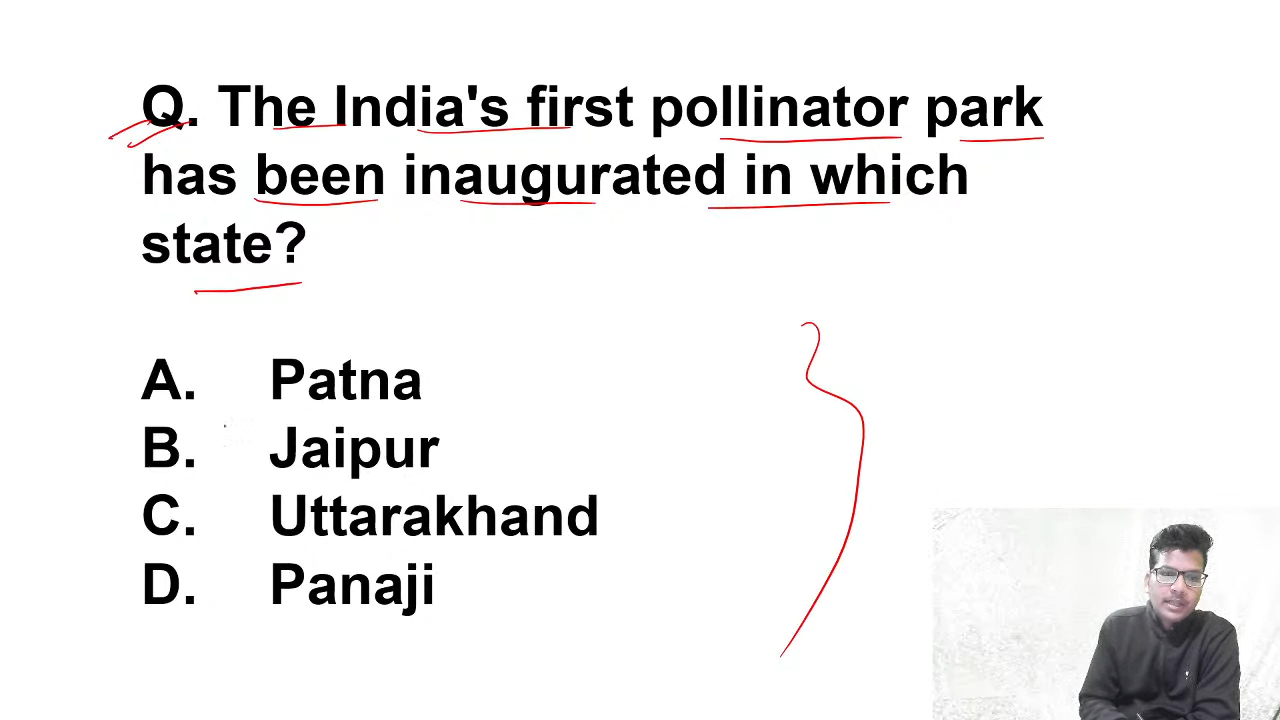 Q. The India's first pollinator park
has been inaugurated in which
state?
A. Patna
B. Jaipur
C. Uttarakhand
D. Panaji